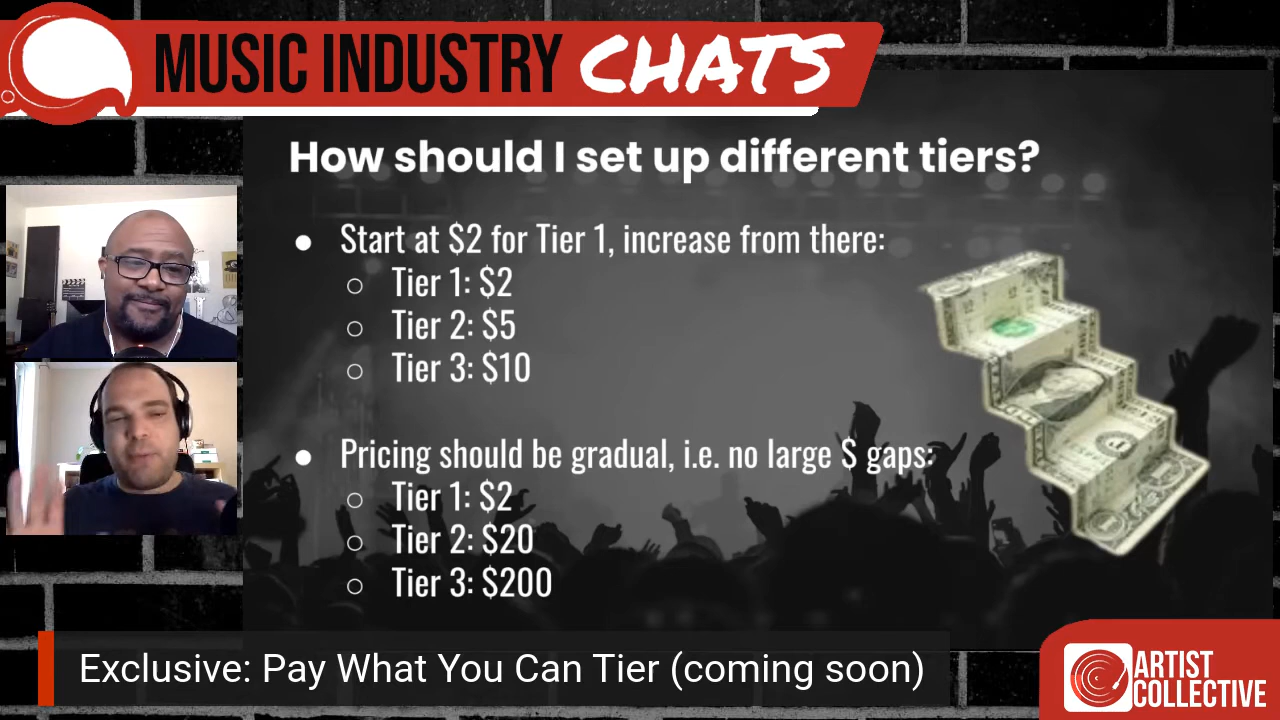 MUSIC INDUSTRY CHATS
How should I set up different tiers?
● Start at $2 for Tier 1, increase from there:
○ Tier 1: $2
○ Tier 2: $5
○ Tier 3: $10
● Pricing should be gradual, i.e. no large $ gaps:
○ Tier 1: $2
○ Tier 2: $20
○ Tier 3: $200
Exclusive: Pay What You Can Tier (coming soon)
ARTIST
COLLECTIVE